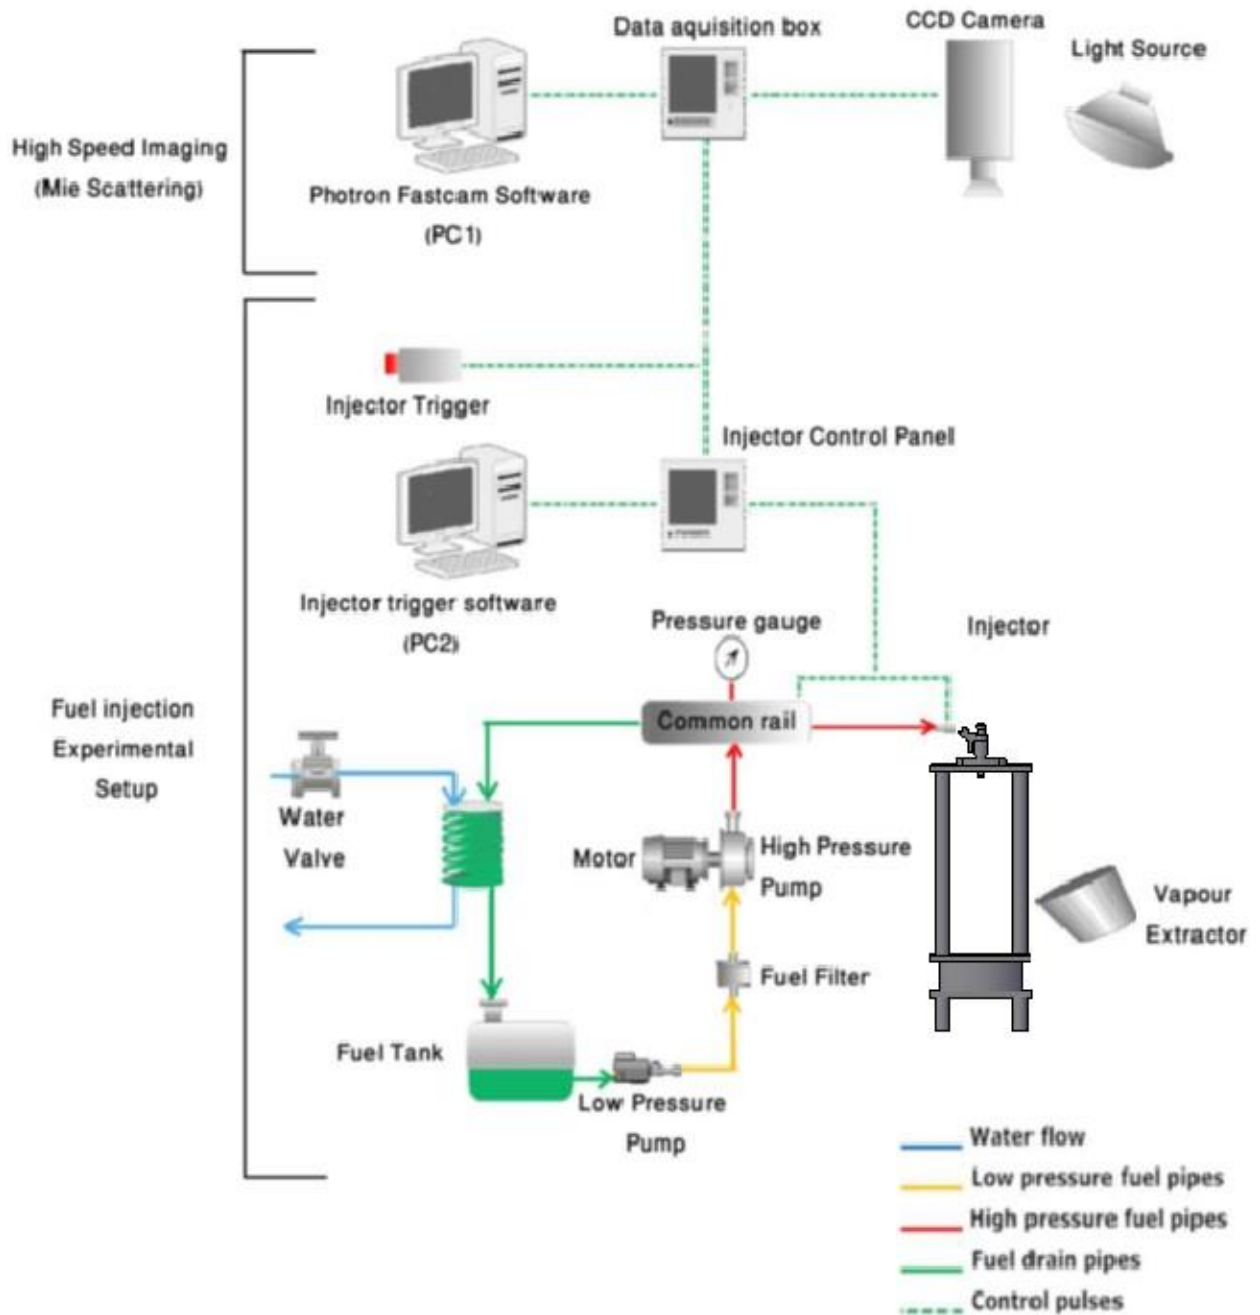 Data aquisition box
CCD Camera
Light Source
High Speed Imaging
(Mie Scattering)
Photron Fastcam Software
(PC1)
Injector Trigger
Injector Control Panel
Injector trigger software
(PC2)
Pressure gauge
Injector
Fuel injection
Experimental
Setup
Common rail
Water
Valve
Motor
High Pressure
Pump
Vapour
Extractor
Fuel Filter
Fuel Tank
Low Pressure
Pump
Water flow
Low pressure fuel pipes
High pressure fuel pipes
Fuel drain pipes
Control pulses